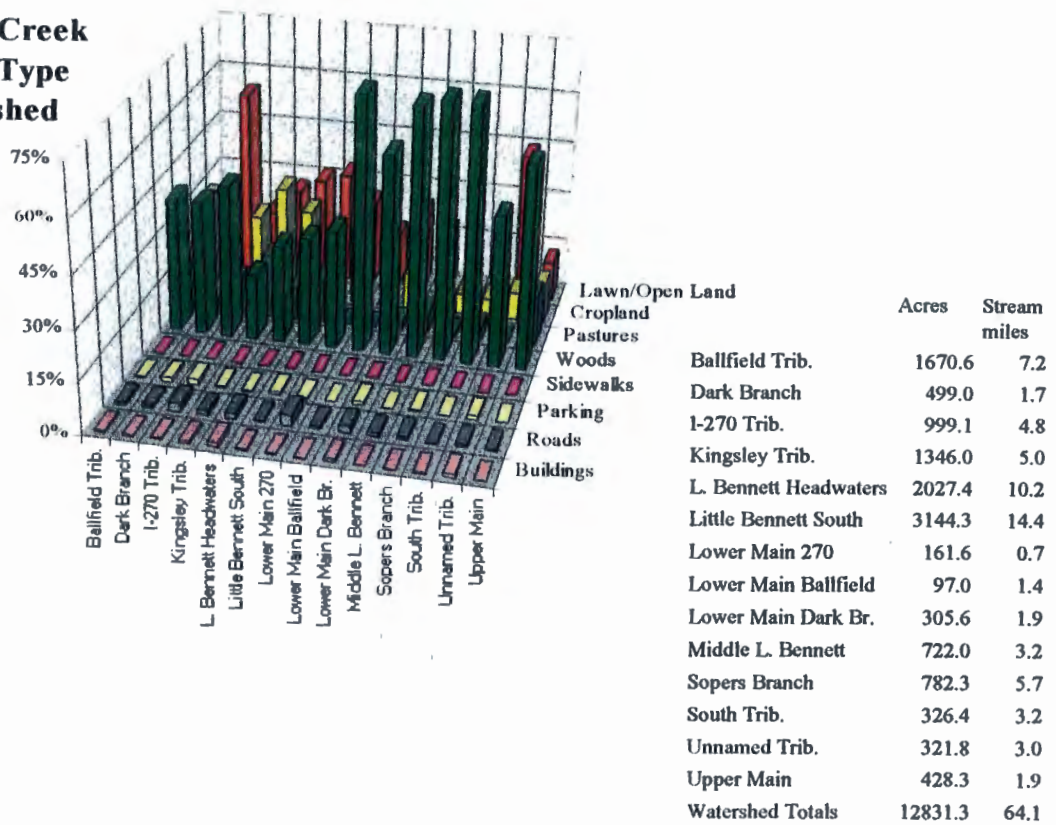 Creek
Type
shed
75%
60%
45%
30%
15%
0%
Lawn/Open Land
Cropland
Pastures
Woods
Sidewalks
Parking
Roads
Buildings
Ballfield Trib.
Dark Branch
I-270 Trib.
Kingsley Trib.
L. Bennett Headwaters
Little Bennett South
Lower Main 270
Lower Main Ballfield
Lower Main Dark Br.
Middle L. Bennett
Sopers Branch
South Trib.
Unnamed Trib.
Upper Main
Acres Stream
miles
Ballfield Trib. 1670.6 7.2
Dark Branch 499.0 1.7
I-270 Trib. 999.1 4.8
Kingsley Trib. 1346.0 5.0
L. Bennett Headwaters 2027.4 10.2
Little Bennett South 3144.3 14.4
Lower Main 270 161.6 0.7
Lower Main Ballfield 97.0 1.4
Lower Main Dark Br. 305.6 1.9
Middle L. Bennett 722.0 3.2
Sopers Branch 782.3 5.7
South Trib. 326.4 3.2
Unnamed Trib. 321.8 3.0
Upper Main 428.3 1.9
Watershed Totals 12831.3 64.1